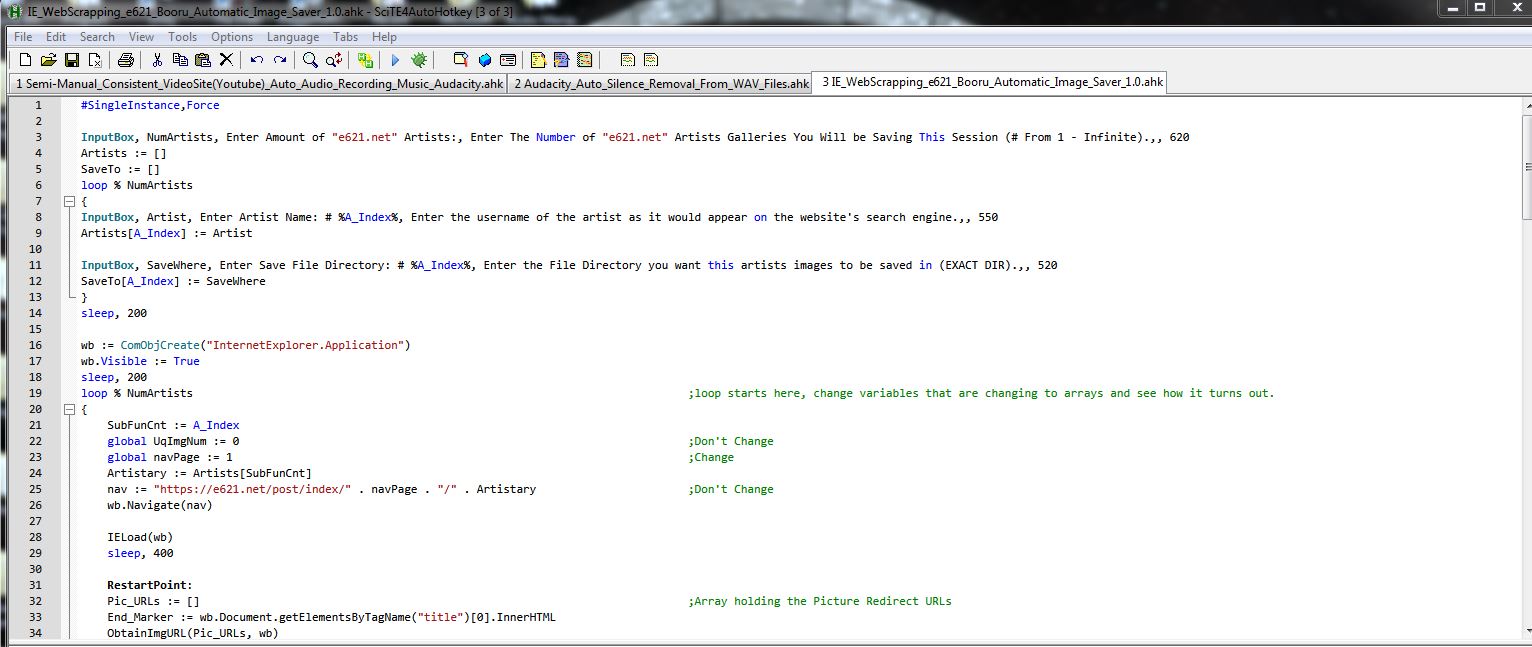 IE_WebScrapping_e621_Booru_Automatic_Image_Saver_1.0.ahk - SciTE4AutoHotkey [3 of 3]
File Edit Search View Tools Options Language Tabs Help
1 Semi-Manual_Consistent_VideoSite(Youtube)_Auto_Audio_Recording_Music_Audacity.ahk 2 Audacity_Auto_Silence_Removal_From_WAV_Files.ahk 3 IE_WebScrapping_e621_Booru_Automatic_Image_Saver_1.0.ahk
1 #SingleInstance,Force
2
3 InputBox, NumArtists, Enter Amount of "e621.net" Artists:, Enter The Number of "e621.net" Artists Galleries You Will be Saving This Session (# From 1 - Infinite).,, 620
4 Artists := []
5 SaveTo := []
6 loop % NumArtists
7 {
8 InputBox, Artist, Enter Artist Name: # %A_Index%, Enter the username of the artist as it would appear on the website's search engine.,, 550
9 Artists[A_Index] := Artist
10
11 InputBox, SaveWhere, Enter Save File Directory: # %A_Index%, Enter the File Directory you want this artists images to be saved in (EXACT DIR).,, 520
12 SaveTo[A_Index] := SaveWhere
13 }
14 sleep, 200
15
16 wb := ComObjCreate("InternetExplorer.Application")
17 wb.Visible := True
18 sleep, 200
19 loop % NumArtists ;loop starts here, change variables that are changing to arrays and see how it turns out.
20 {
21 SubFunCnt := A_Index
22 global UqImgNum := 0 ;Don't Change
23 global navPage := 1 ;Change
24 Artistary := Artists[SubFunCnt]
25 nav := "https://e621.net/post/index/" . navPage . "/" . Artistary ;Don't Change
26 wb.Navigate(nav)
27
28 IELoad(wb)
29 sleep, 400
30
31 RestartPoint:
32 Pic_URLs := [] ;Array holding the Picture Redirect URLs
33 End_Marker := wb.Document.getElementsByTagName("title")[0].InnerHTML
34 ObtainImgURL(Pic_URLs, wb)